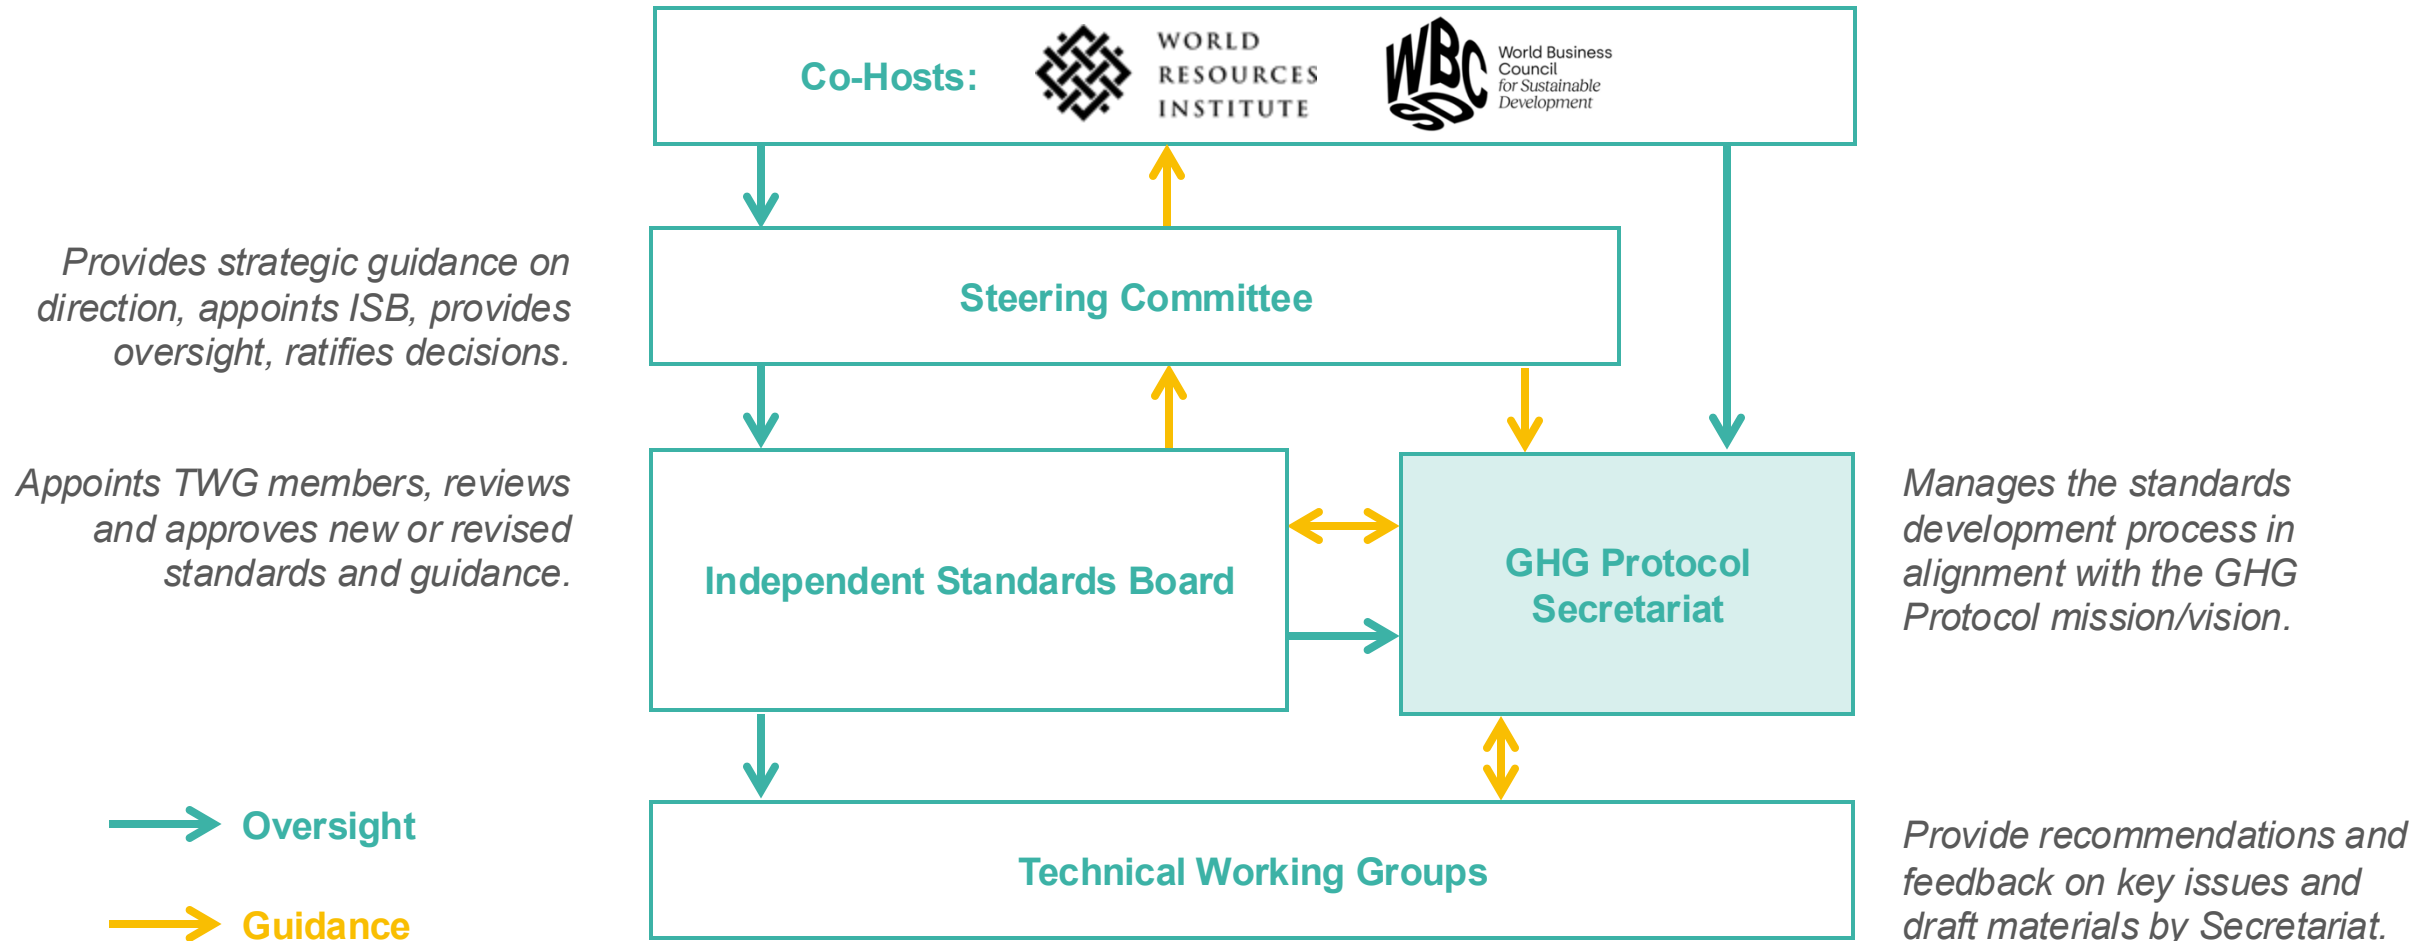 Co-Hosts:
WORLD
RESOURCES
INSTITUTE
WBC
SD
World Business
Council
for Sustainable
Development
Provides strategic guidance on
direction, appoints ISB, provides
oversight, ratifies decisions.
Steering Committee
Appoints TWG members, reviews
and approves new or revised
standards and guidance.
Independent Standards Board
GHG Protocol
Secretariat
Manages the standards
development process in
alignment with the GHG
Protocol mission/vision.
Oversight
Guidance
Technical Working Groups
Provide recommendations and
feedback on key issues and
draft materials by Secretariat.